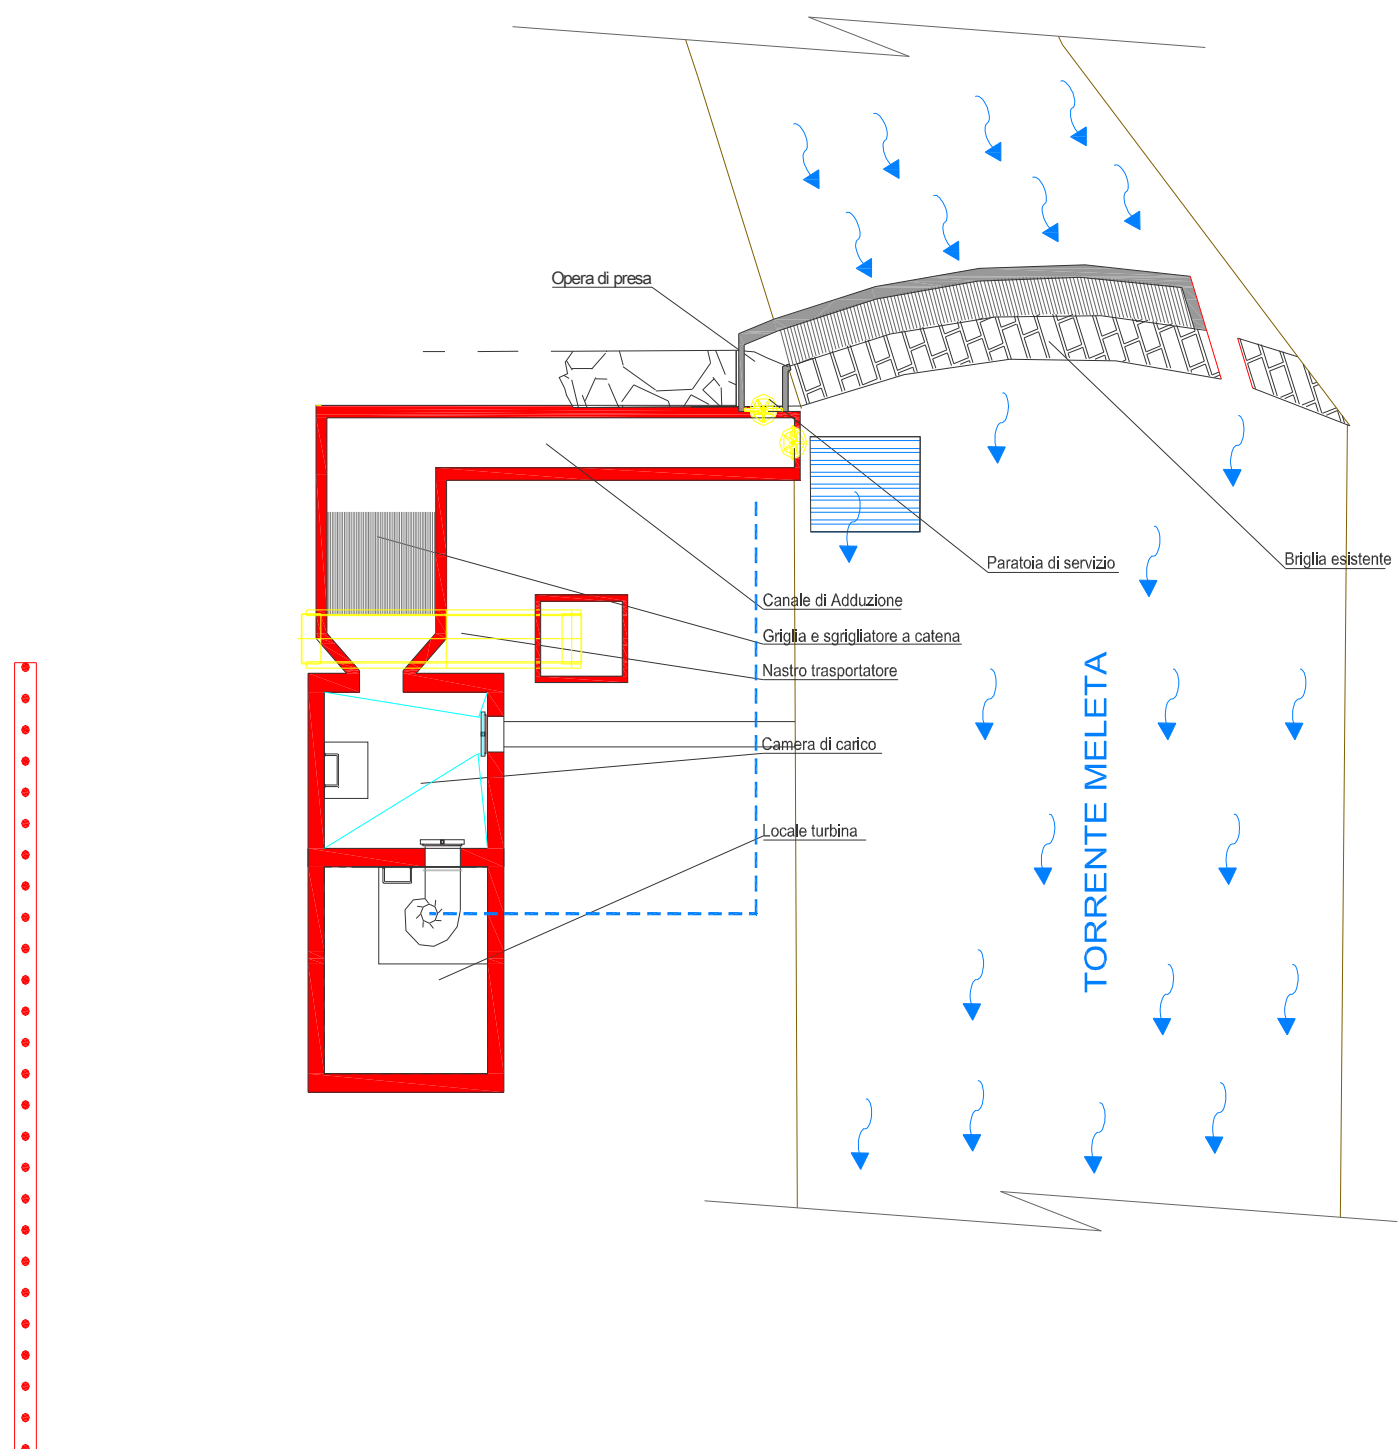 Opera di presa
Paratoia di servizio
Briglia esistente
Canale di Adduzione
Griglia e sgrigliatore a catena
Nastro trasportatore
Camera di carico
Locale turbina
TORRENTE MELETA